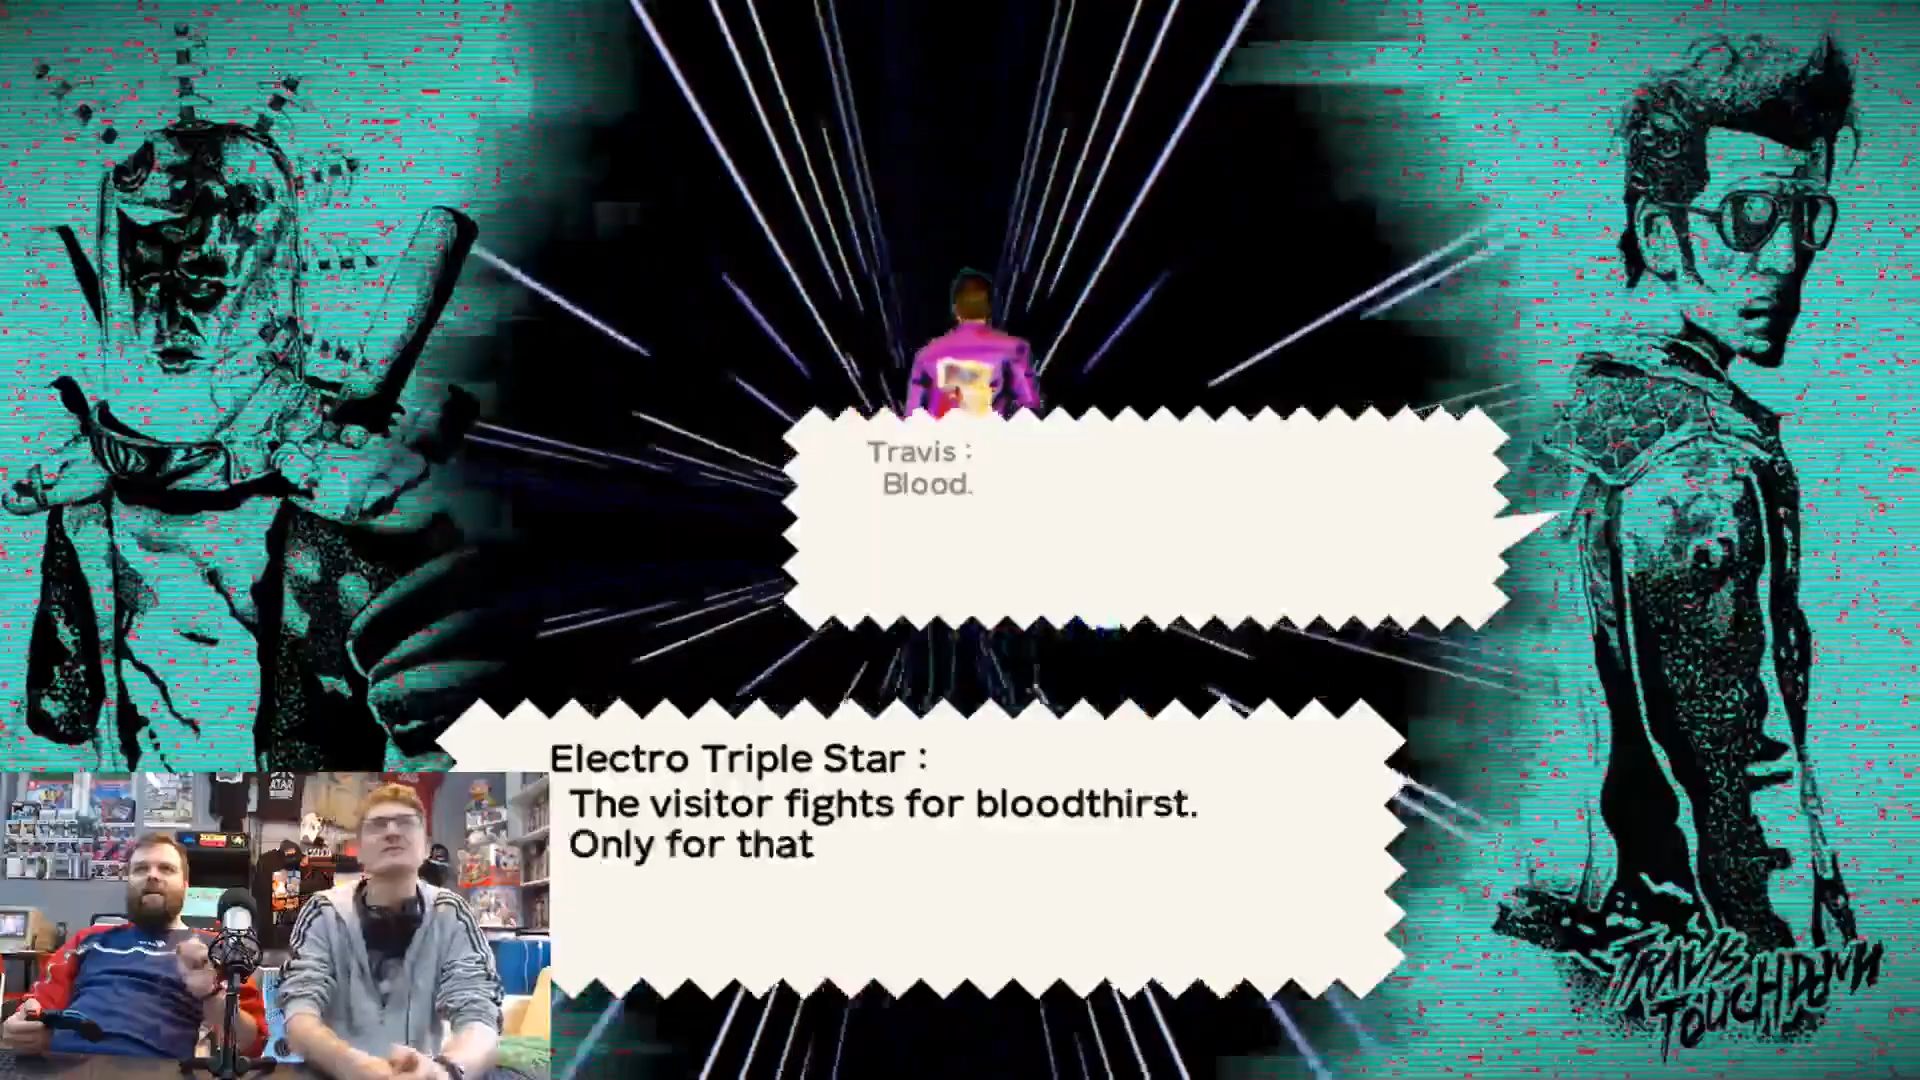 Travis :
Blood.
Electro Triple Star :
The visitor fights for bloodthirst.
Only for that
TRAVIS
TOUCHDOWN